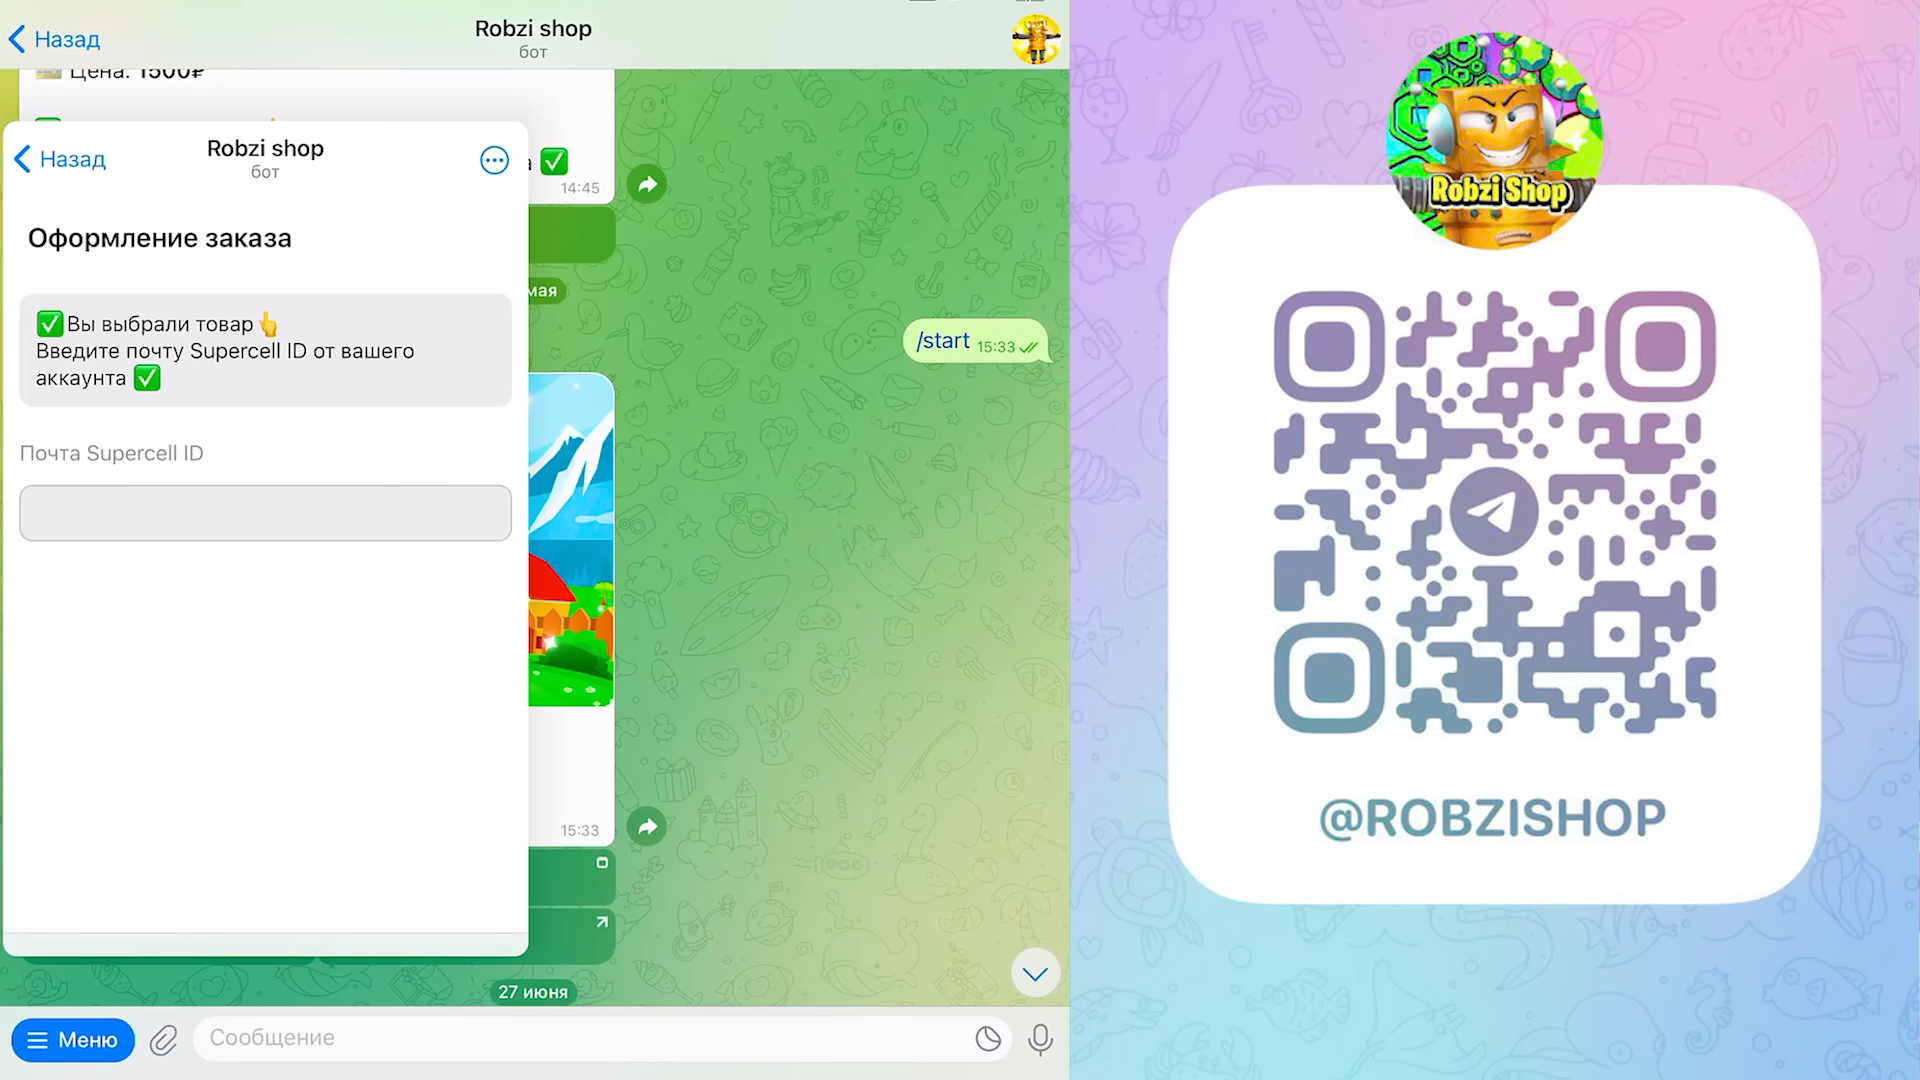 Назад
Robzi shop
бот
Цена: 1500₽
14:45
Назад
Robzi shop
бот
Оформление заказа
✅Вы выбрали товар👆
Введите почту Supercell ID от вашего
аккаунта ✅
Почта Supercell ID
мая
/start 15:33
15:33
27 июня
Меню
Сообщение
Robzi Shop
@ROBZISHOP